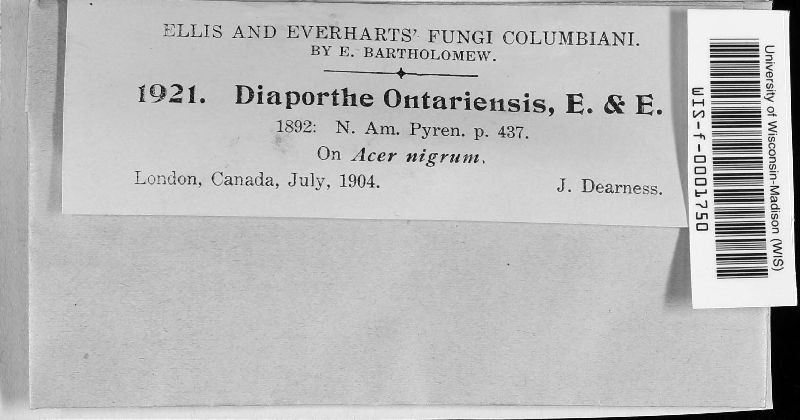 ELLIS AND EVERHARTS' FUNGI COLUMBIANI.
BY E. BARTHOLOMEW.
1921. Diaporthe Ontariensis, E. & E.
1892: N. Am. Pyren. p. 437.
On Acer nigrum.
London, Canada, July, 1904. J. Dearness.
University of Wisconsin-Madison (WIS)
WIS-f-0001750